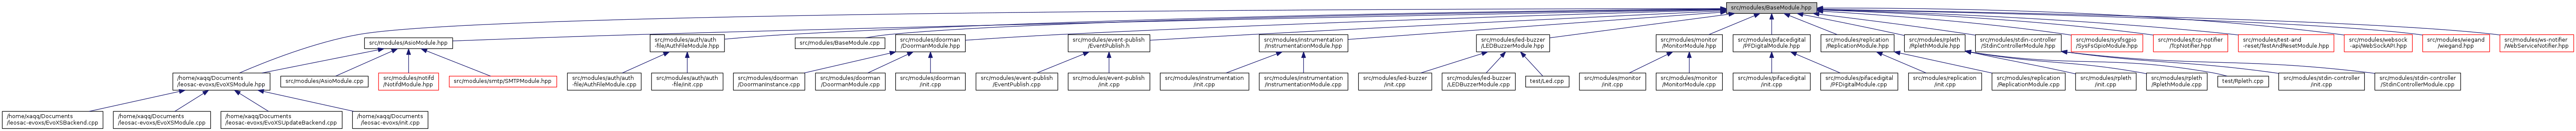 src/modules/BaseModule.hpp
src/modules/AsioModule.hpp
src/modules/auth/auth
-file/AuthFileModule.hpp
src/modules/BaseModule.cpp
src/modules/doorman
/DoormanModule.hpp
src/modules/event-publish
/EventPublish.h
src/modules/instrumentation
/InstrumentationModule.hpp
src/modules/led-buzzer
/LEDBuzzerModule.hpp
src/modules/monitor
/MonitorModule.hpp
src/modules/pifacedigital
/PFDigitalModule.hpp
src/modules/replication
/ReplicationModule.hpp
src/modules/rpleth
/RplethModule.hpp
src/modules/stdin-controller
/StdinControllerModule.hpp
src/modules/sysfsgpio
/SysFsGpioModule.hpp
src/modules/tcp-notifier
/TcpNotifier.hpp
src/modules/test-and
-reset/TestAndResetModule.hpp
src/modules/websock
-api/WebSockAPI.hpp
src/modules/wiegand
/wiegand.hpp
src/modules/ws-notifier
/WebServiceNotifier.hpp
/home/xaqq/Documents
/leosac-evoxs/EvoXSModule.hpp
src/modules/AsioModule.cpp
src/modules/notifd
/NotifdModule.hpp
src/modules/smtp/SMTPModule.hpp
src/modules/auth/auth
-file/AuthFileModule.cpp
src/modules/auth/auth
-file/init.cpp
src/modules/doorman
/DoormanInstance.cpp
src/modules/doorman
/DoormanModule.cpp
src/modules/doorman
/init.cpp
src/modules/event-publish
/EventPublish.cpp
src/modules/event-publish
/init.cpp
src/modules/instrumentation
/init.cpp
src/modules/instrumentation
/InstrumentationModule.cpp
src/modules/led-buzzer
/init.cpp
src/modules/led-buzzer
/LEDBuzzerModule.cpp
test/Led.cpp
src/modules/monitor
/init.cpp
src/modules/monitor
/MonitorModule.cpp
src/modules/pifacedigital
/init.cpp
src/modules/pifacedigital
/PFDigitalModule.cpp
src/modules/replication
/init.cpp
src/modules/replication
/ReplicationModule.cpp
src/modules/rpleth
/init.cpp
src/modules/rpleth
/RplethModule.cpp
test/Rpleth.cpp
src/modules/stdin-controller
/init.cpp
src/modules/stdin-controller
/StdinControllerModule.cpp
/home/xaqq/Documents
/leosac-evoxs/EvoXSBackend.cpp
/home/xaqq/Documents
/leosac-evoxs/EvoXSModule.cpp
/home/xaqq/Documents
/leosac-evoxs/EvoXSUpdateBackend.cpp
/home/xaqq/Documents
/leosac-evoxs/init.cpp